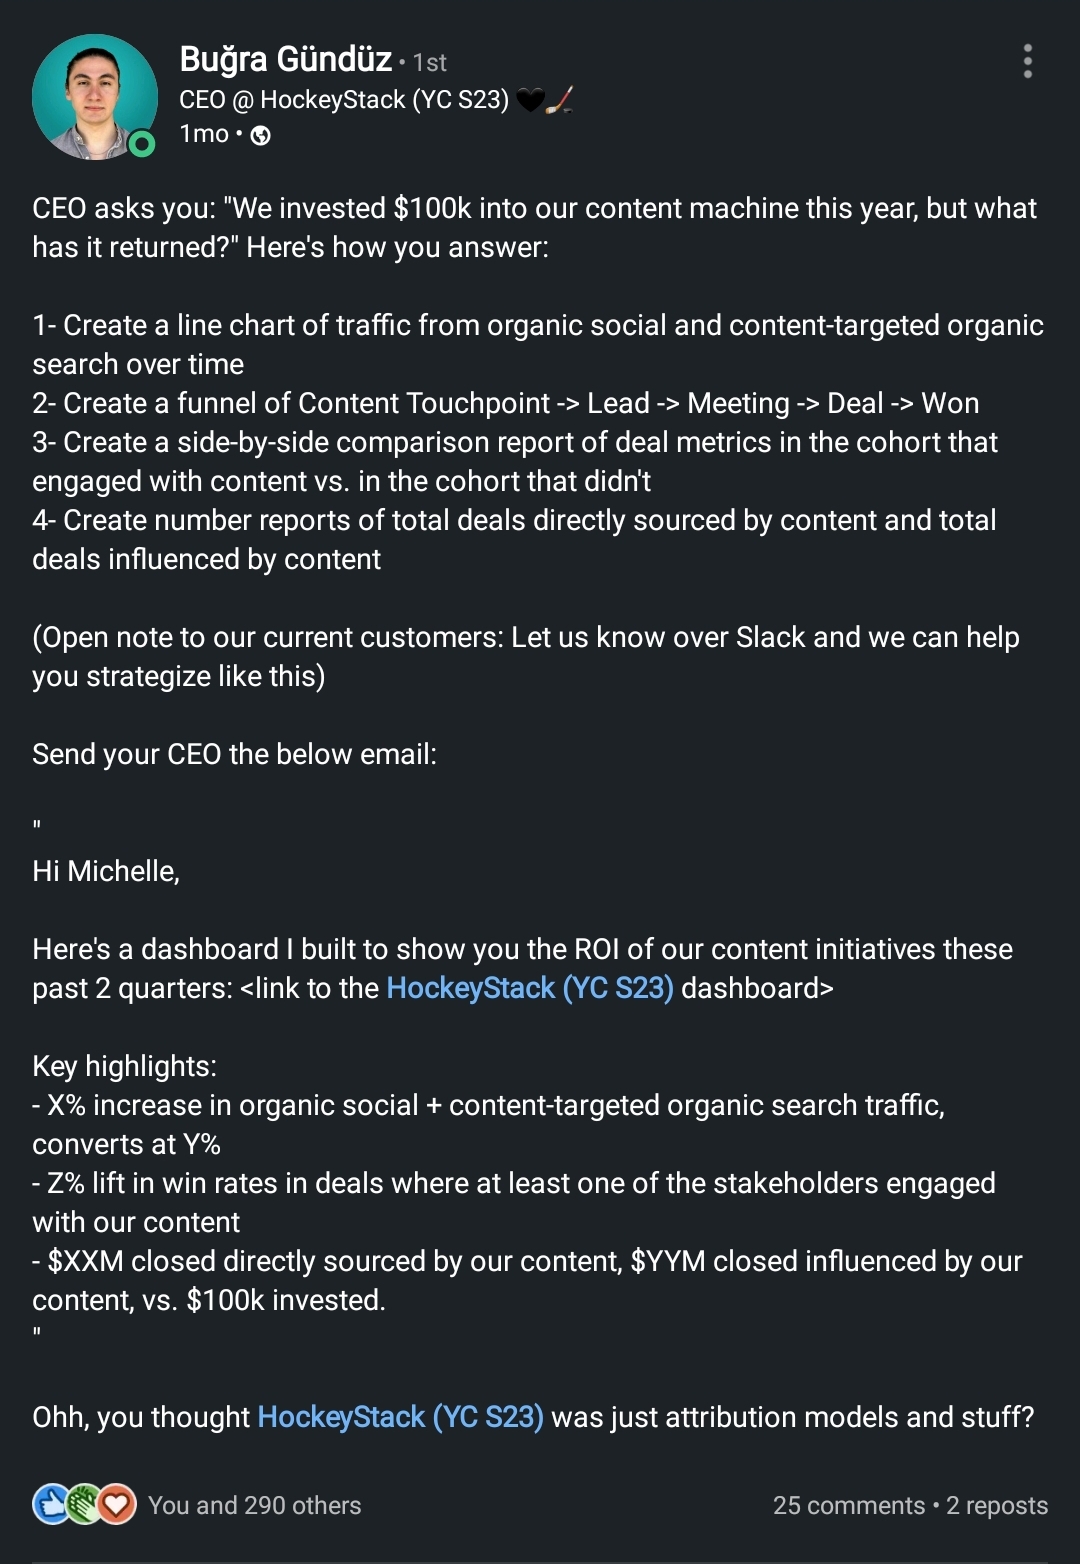 Buğra Gündüz • 1st
CEO @ HockeyStack (YC S23) 🖤🏒
1mo •
CEO asks you: "We invested $100k into our content machine this year, but what
has it returned?" Here's how you answer:
1- Create a line chart of traffic from organic social and content-targeted organic
search over time
2- Create a funnel of Content Touchpoint -> Lead -> Meeting -> Deal -> Won
3- Create a side-by-side comparison report of deal metrics in the cohort that
engaged with content vs. in the cohort that didn't
4- Create number reports of total deals directly sourced by content and total
deals influenced by content
(Open note to our current customers: Let us know over Slack and we can help
you strategize like this)
Send your CEO the below email:
"
Hi Michelle,
Here's a dashboard I built to show you the ROI of our content initiatives these
past 2 quarters: <link to the HockeyStack (YC S23) dashboard>
Key highlights:
- X% increase in organic social + content-targeted organic search traffic,
converts at Y%
- Z% lift in win rates in deals where at least one of the stakeholders engaged
with our content
- $XXM closed directly sourced by our content, $YYM closed influenced by our
content, vs. $100k invested.
"
Ohh, you thought HockeyStack (YC S23) was just attribution models and stuff?
You and 290 others
25 comments • 2 reposts